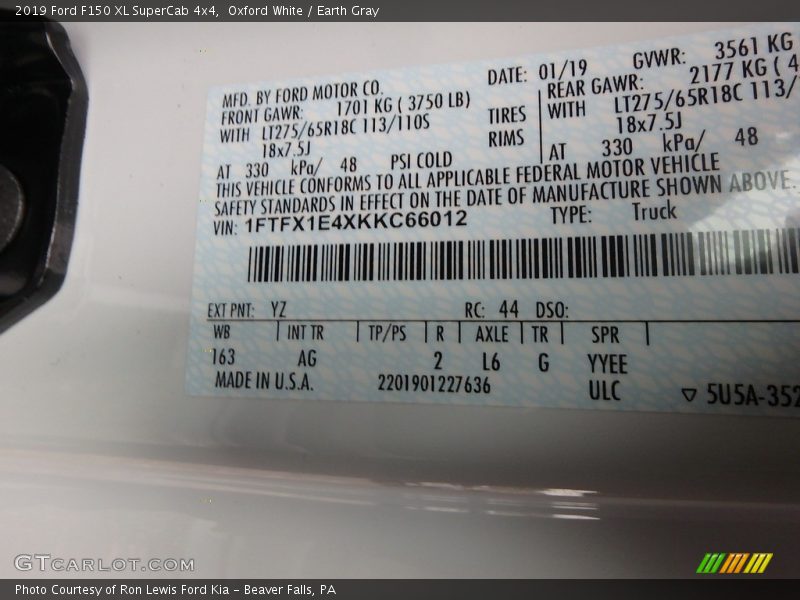 2019 Ford F150 XL SuperCab 4x4, Oxford White / Earth Gray
MFD. BY FORD MOTOR CO.
DATE: 01/19
GVWR: 3561 KG
FRONT GAWR: 1701 KG ( 3750 LB)
REAR GAWR: 2177 KG ( 4
WITH LT275/65R18C 113/110S
TIRES
WITH LT275/65R18C 113/
18x7.5J
RIMS
18x7.5J
AT 330 kPa/ 48 PSI COLD
AT 330 kPa/ 48
THIS VEHICLE CONFORMS TO ALL APPLICABLE FEDERAL MOTOR VEHICLE
SAFETY STANDARDS IN EFFECT ON THE DATE OF MANUFACTURE SHOWN ABOVE.
VIN: 1FTFX1E4XKKC66012
TYPE: Truck
EXT PNT: YZ RC: 44 DSO:
WB INT TR TP/PS R AXLE TR SPR
163 AG 2 L6 G YYEE
MADE IN U.S.A. 2201901227636 ULC ▽ 5U5A-352
GTCARLOT.COM
Photo Courtesy of Ron Lewis Ford Kia - Beaver Falls, PA